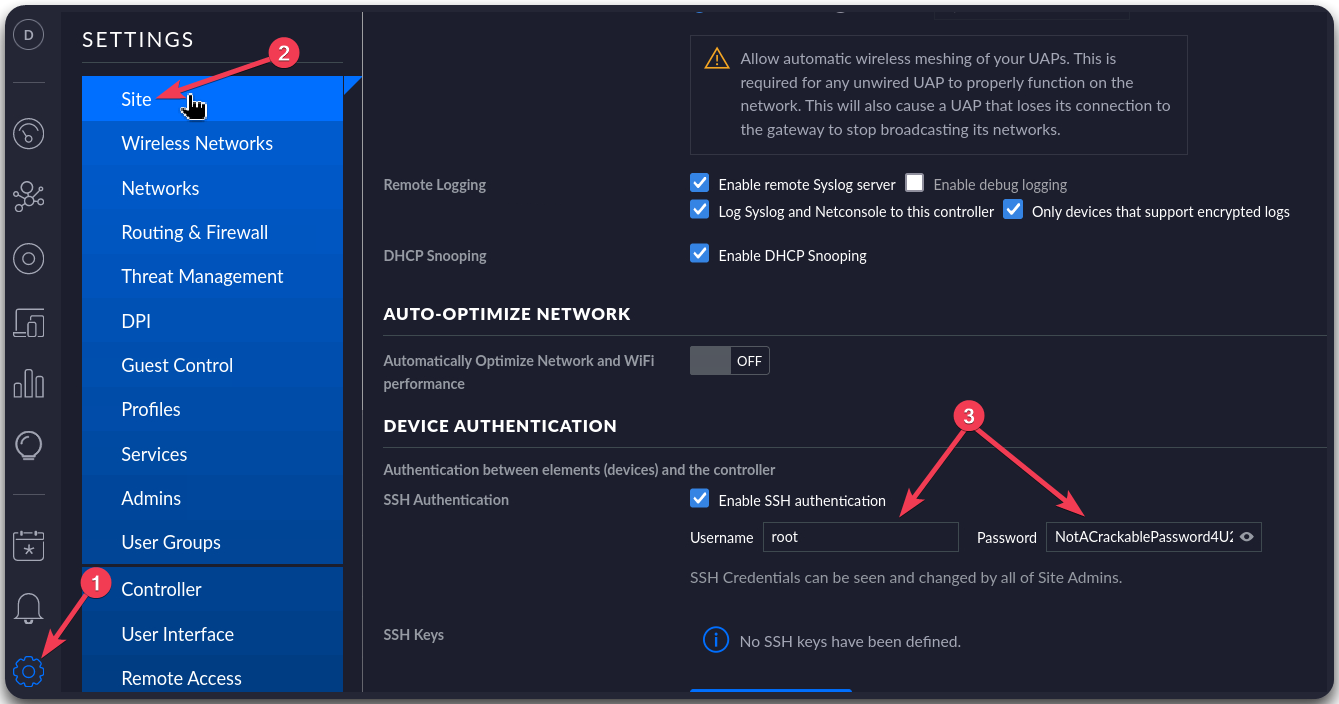 D
SETTINGS
2
Site
Wireless Networks
Networks
Routing & Firewall
Threat Management
DPI
Guest Control
Profiles
Services
Admins
User Groups
1
Controller
User Interface
Remote Access
Allow automatic wireless meshing of your UAPs. This is
required for any unwired UAP to properly function on the
network. This will also cause a UAP that loses its connection to
the gateway to stop broadcasting its networks.
Remote Logging
Enable remote Syslog server Enable debug logging
Log Syslog and Netconsole to this controller Only devices that support encrypted logs
DHCP Snooping
Enable DHCP Snooping
AUTO-OPTIMIZE NETWORK
Automatically Optimize Network and WiFi
performance
OFF
DEVICE AUTHENTICATION
3
Authentication between elements (devices) and the controller
SSH Authentication
Enable SSH authentication
Username root Password NotACrackablePassword4U2
SSH Credentials can be seen and changed by all of Site Admins.
SSH Keys
No SSH keys have been defined.